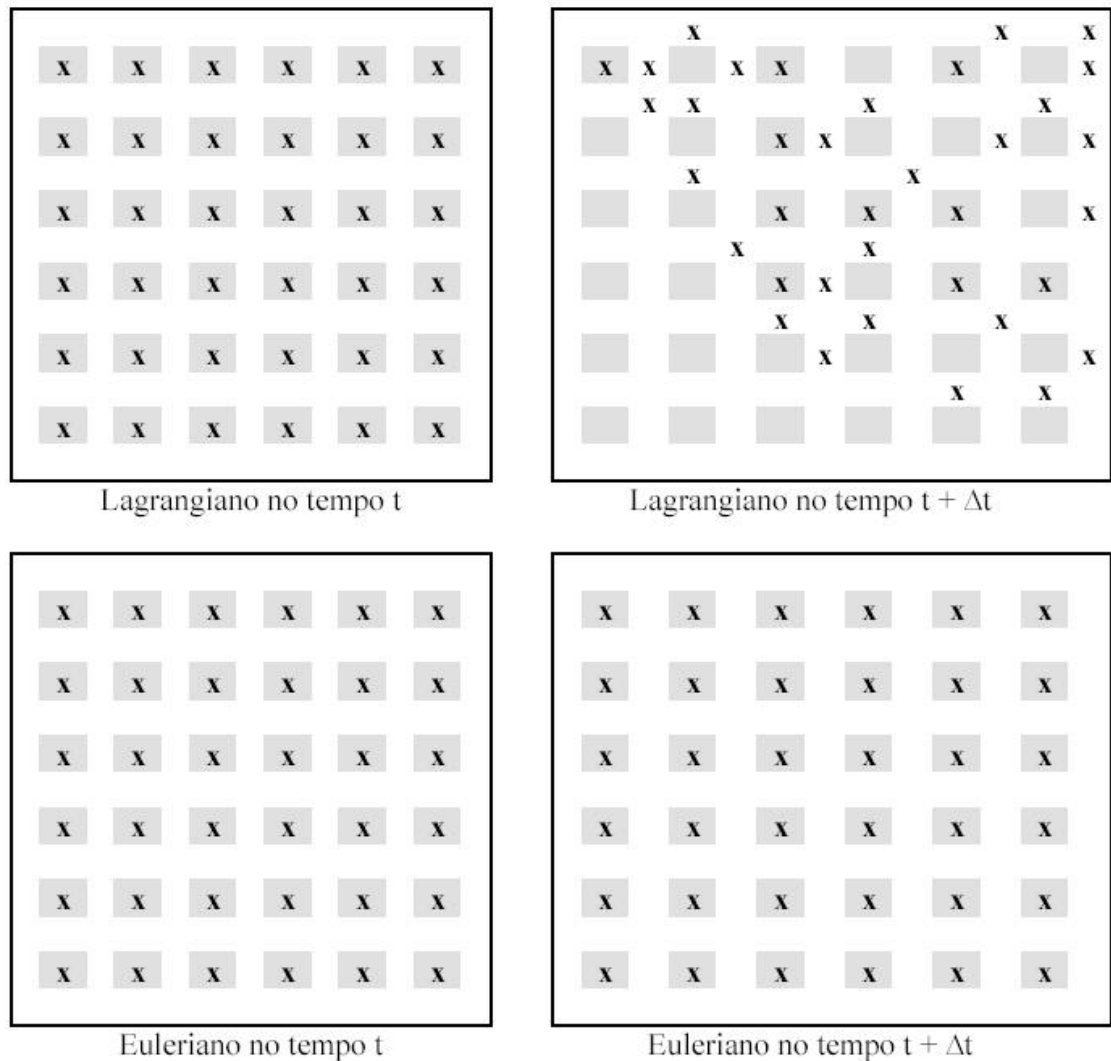 x x x x x x
x x x x x x
x x x x x x
x x x x x x
x x x x x x
x x x x x x
Lagrangiano no tempo t
x x x
x x x x x x
x x x x
x x x x
x x
x x x x
x x
x x x x
x x x
x x
x x
Lagrangiano no tempo t + Δt
x x x x x x
x x x x x x
x x x x x x
x x x x x x
x x x x x x
x x x x x x
Euleriano no tempo t
x x x x x x
x x x x x x
x x x x x x
x x x x x x
x x x x x x
x x x x x x
Euleriano no tempo t + Δt